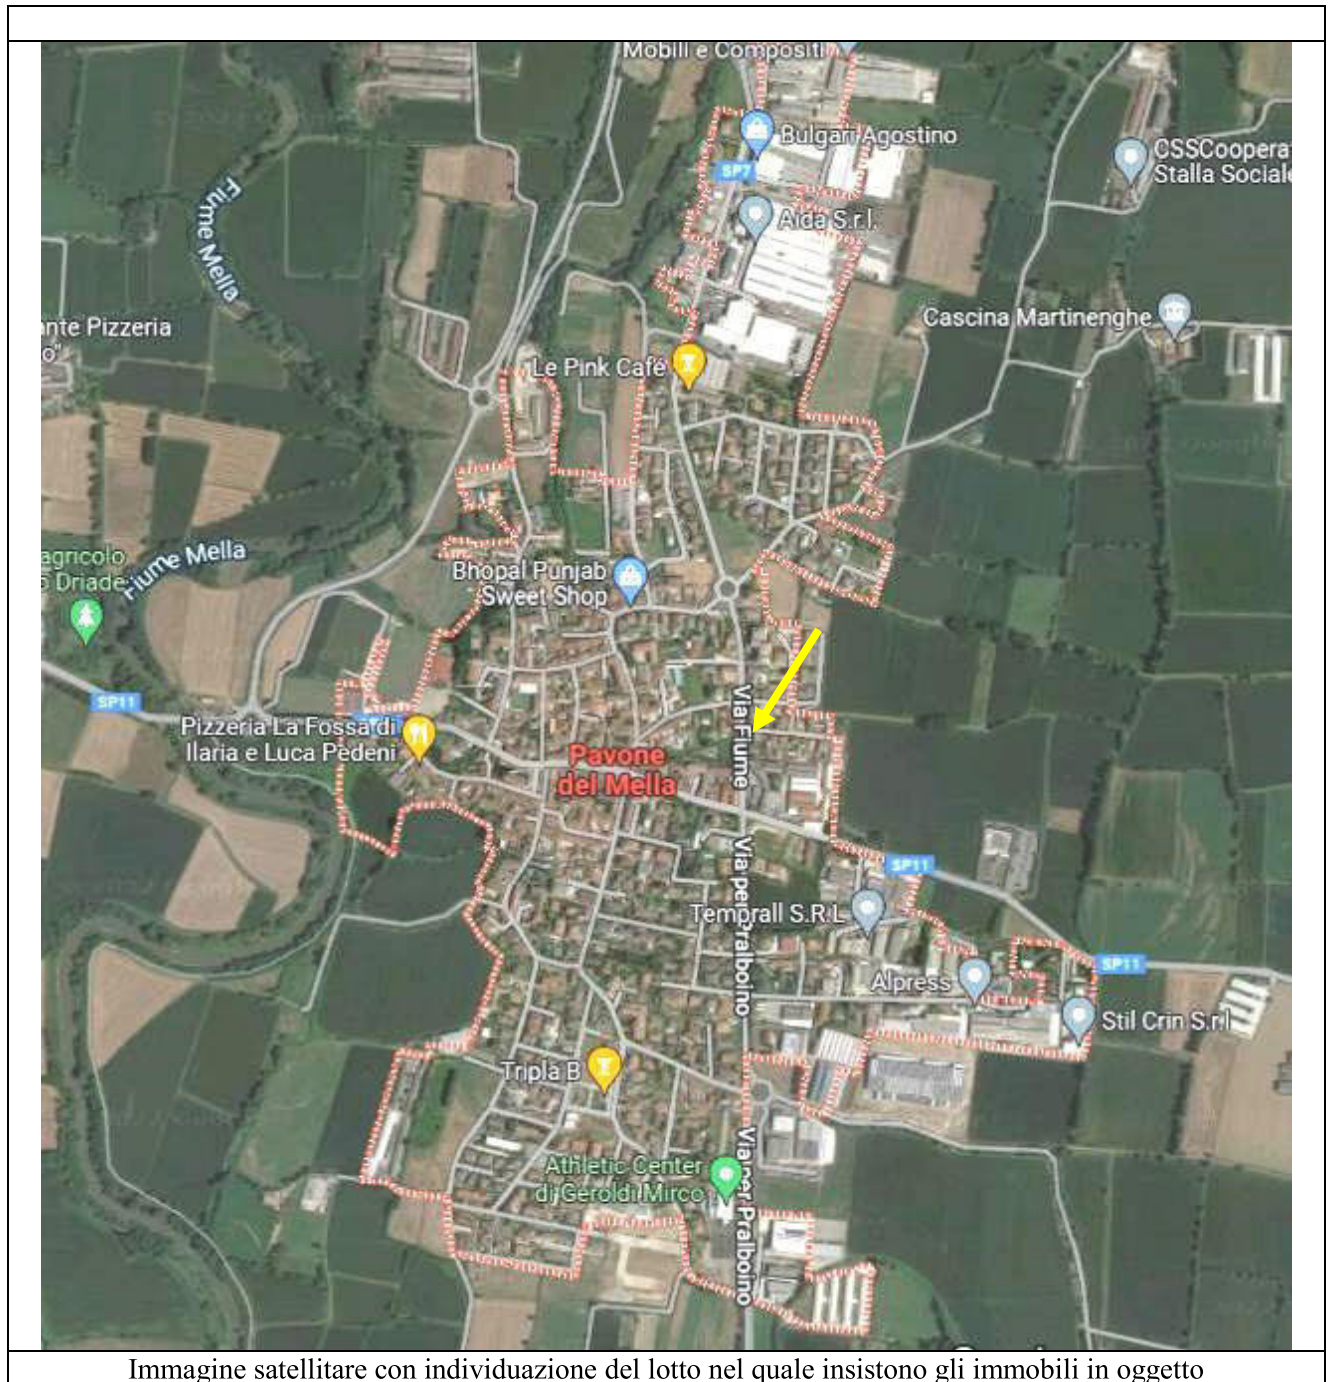 Mobili e Compositi
Bulgari Agostino
SP7
CSSCoopera
Stalla Sociale
Aida S.r.l.
Fiume Mella
Cascina Martinenghe
ante Pizzeria
o"
Le Pink Café
agricolo
o Driade
Fiume Mella
Bhopal Punjab
Sweet Shop
SP11
Pizzeria La Fossa di
Ilaria e Luca Pedeni
Via Fiume
Pavone
del Mella
SP11
Via per Pralboino
Temprall S.R.L
Alpress
SP11
Stil Crin S.r.l
Tripla B
Athletic Center
di Geroldi Mirco
Via per Pralboino
Immagine satellitare con individuazione del lotto nel quale insistono gli immobili in oggetto